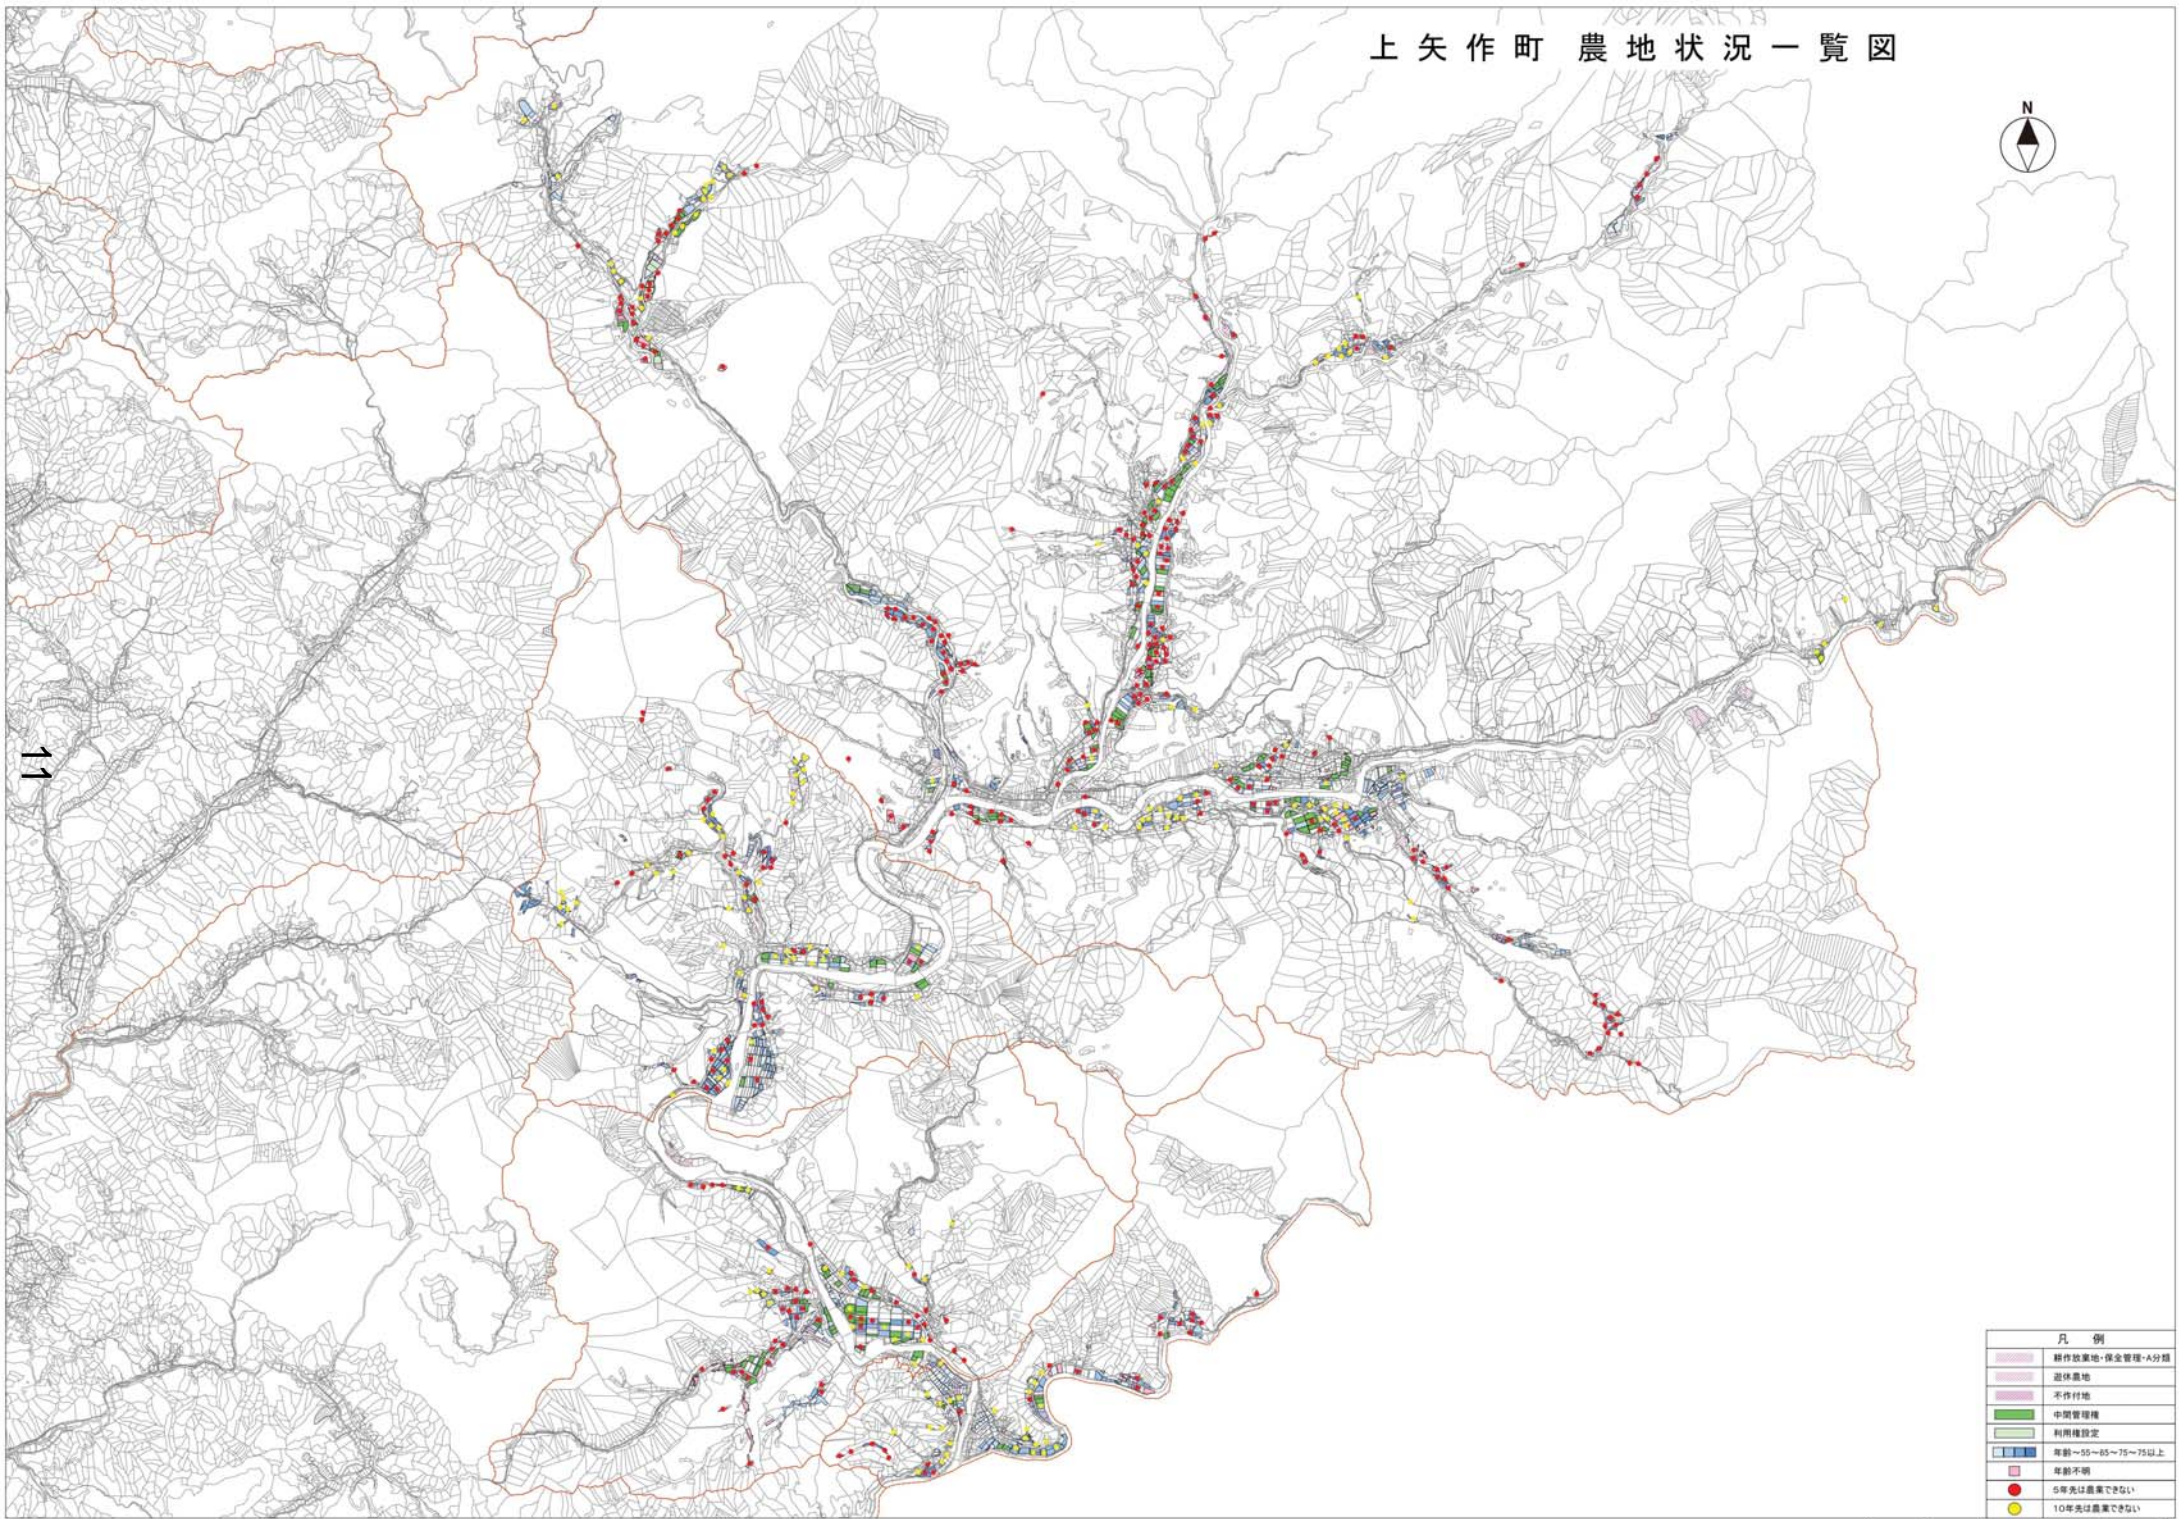 上矢作町 農地状況一覧図
N
11
凡 例
耕作放棄地・保全管理・A分類
遊休農地
不作付地
中間管理権
利用権設定
年齢～55～65～75～75以上
年齢不明
5年先は農業できない
10年先は農業できない